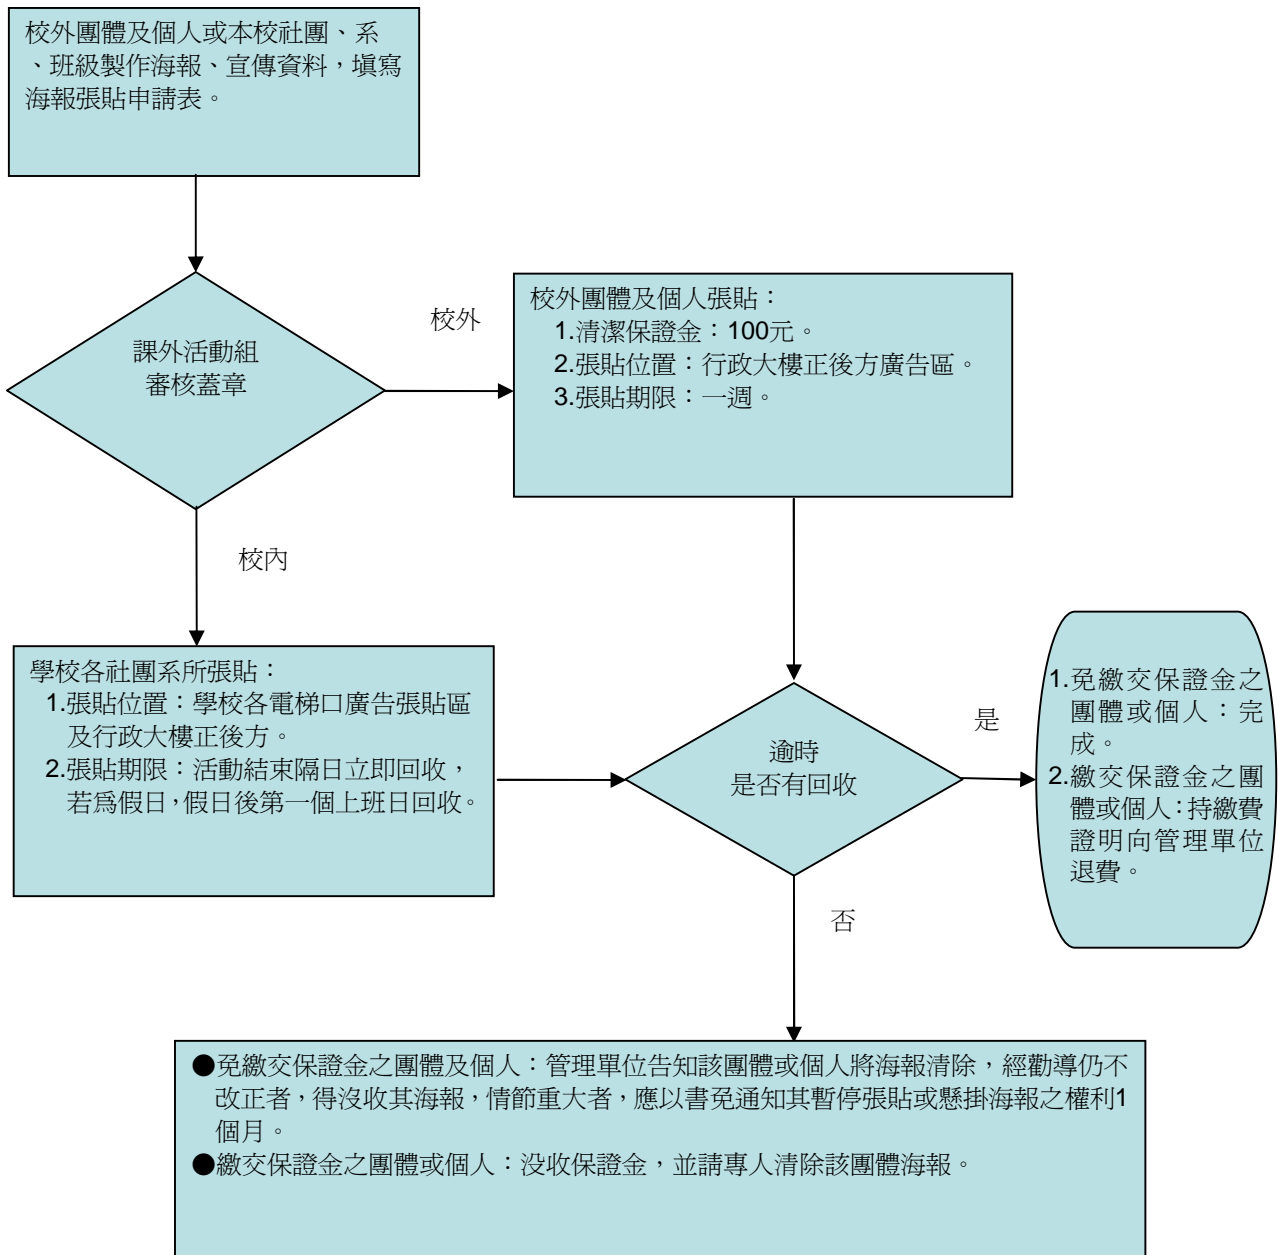 校外團體及個人或本校社團、系
、班級製作海報、宣傳資料，填寫
海報張貼申請表。
課外活動組
審核蓋章
校外
校外團體及個人張貼：
1.清潔保證金：100元。
2.張貼位置：行政大樓正後方廣告區。
3.張貼期限：一週。
校內
學校各社團系所張貼：
1.張貼位置：學校各電梯口廣告張貼區
及行政大樓正後方。
2.張貼期限：活動結束隔日立即回收，
若為假日，假日後第一個上班日回收。
逾時
是否有回收
是
1.免繳交保證金之
團體或個人：完
成。
2.繳交保證金之團
體或個人：持繳費
證明向管理單位
退費。
否
●免繳交保證金之團體及個人：管理單位告知該團體或個人將海報清除，經勸導仍不
改正者，得沒收其海報，情節重大者，應以書免通知其暫停張貼或懸掛海報之權利1
個月。
●繳交保證金之團體或個人：沒收保證金，並請專人清除該團體海報。